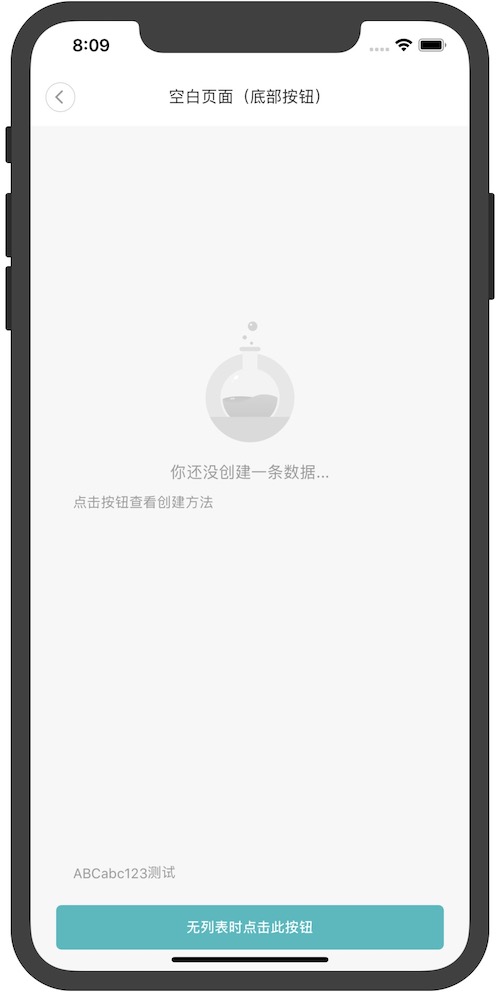 8:09
空白页面（底部按钮）
你还没创建一条数据...
点击按钮查看创建方法
ABCabc123测试
无列表时点击此按钮